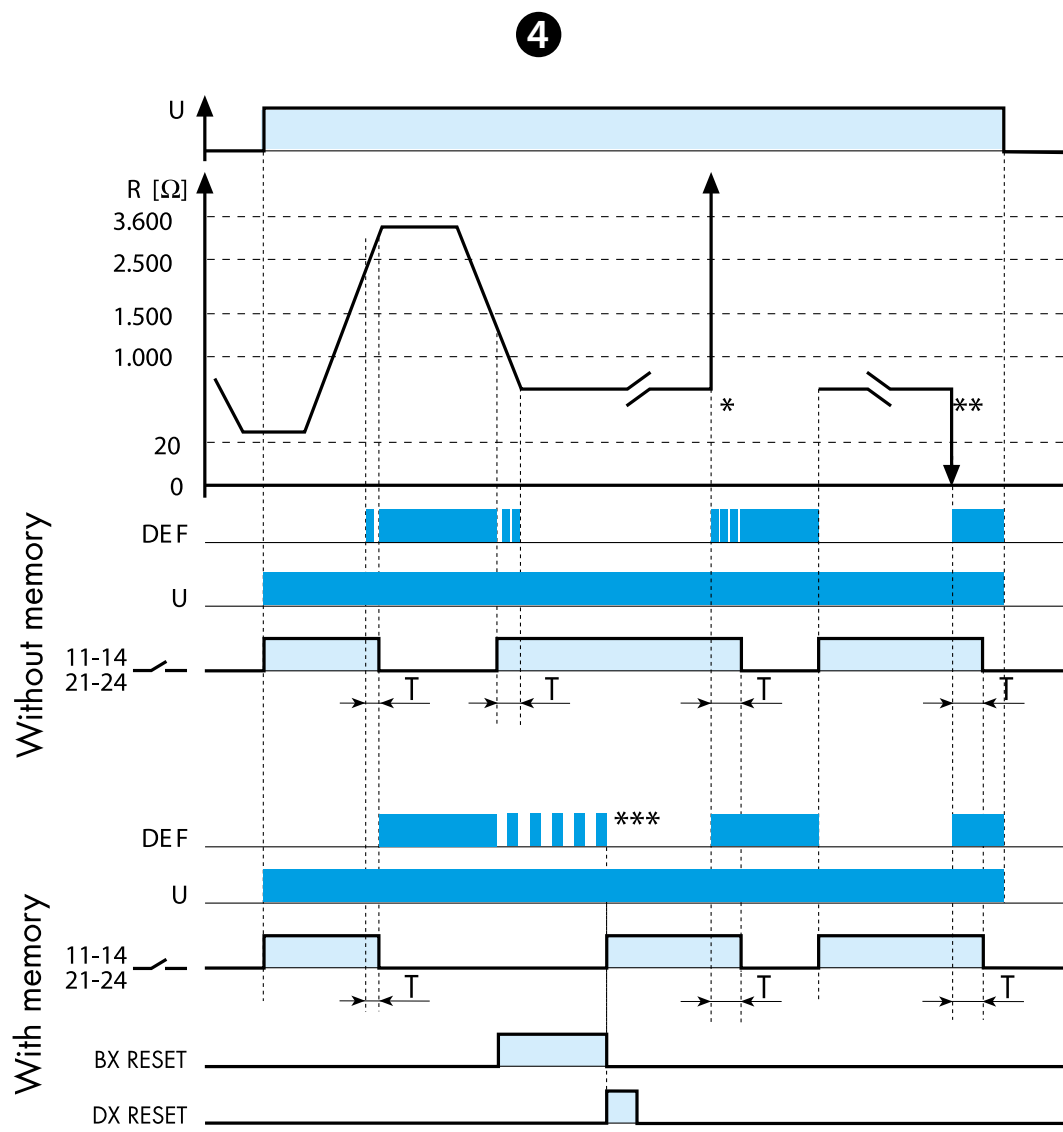 4
U
R [Ω]
3.600
2.500
1.500
1.000
20
0
*
**
Without memory
DEF
U
11-14
21-24
T T T T
With memory
DEF
***
U
11-14
21-24
T T T
BX RESET
DX RESET